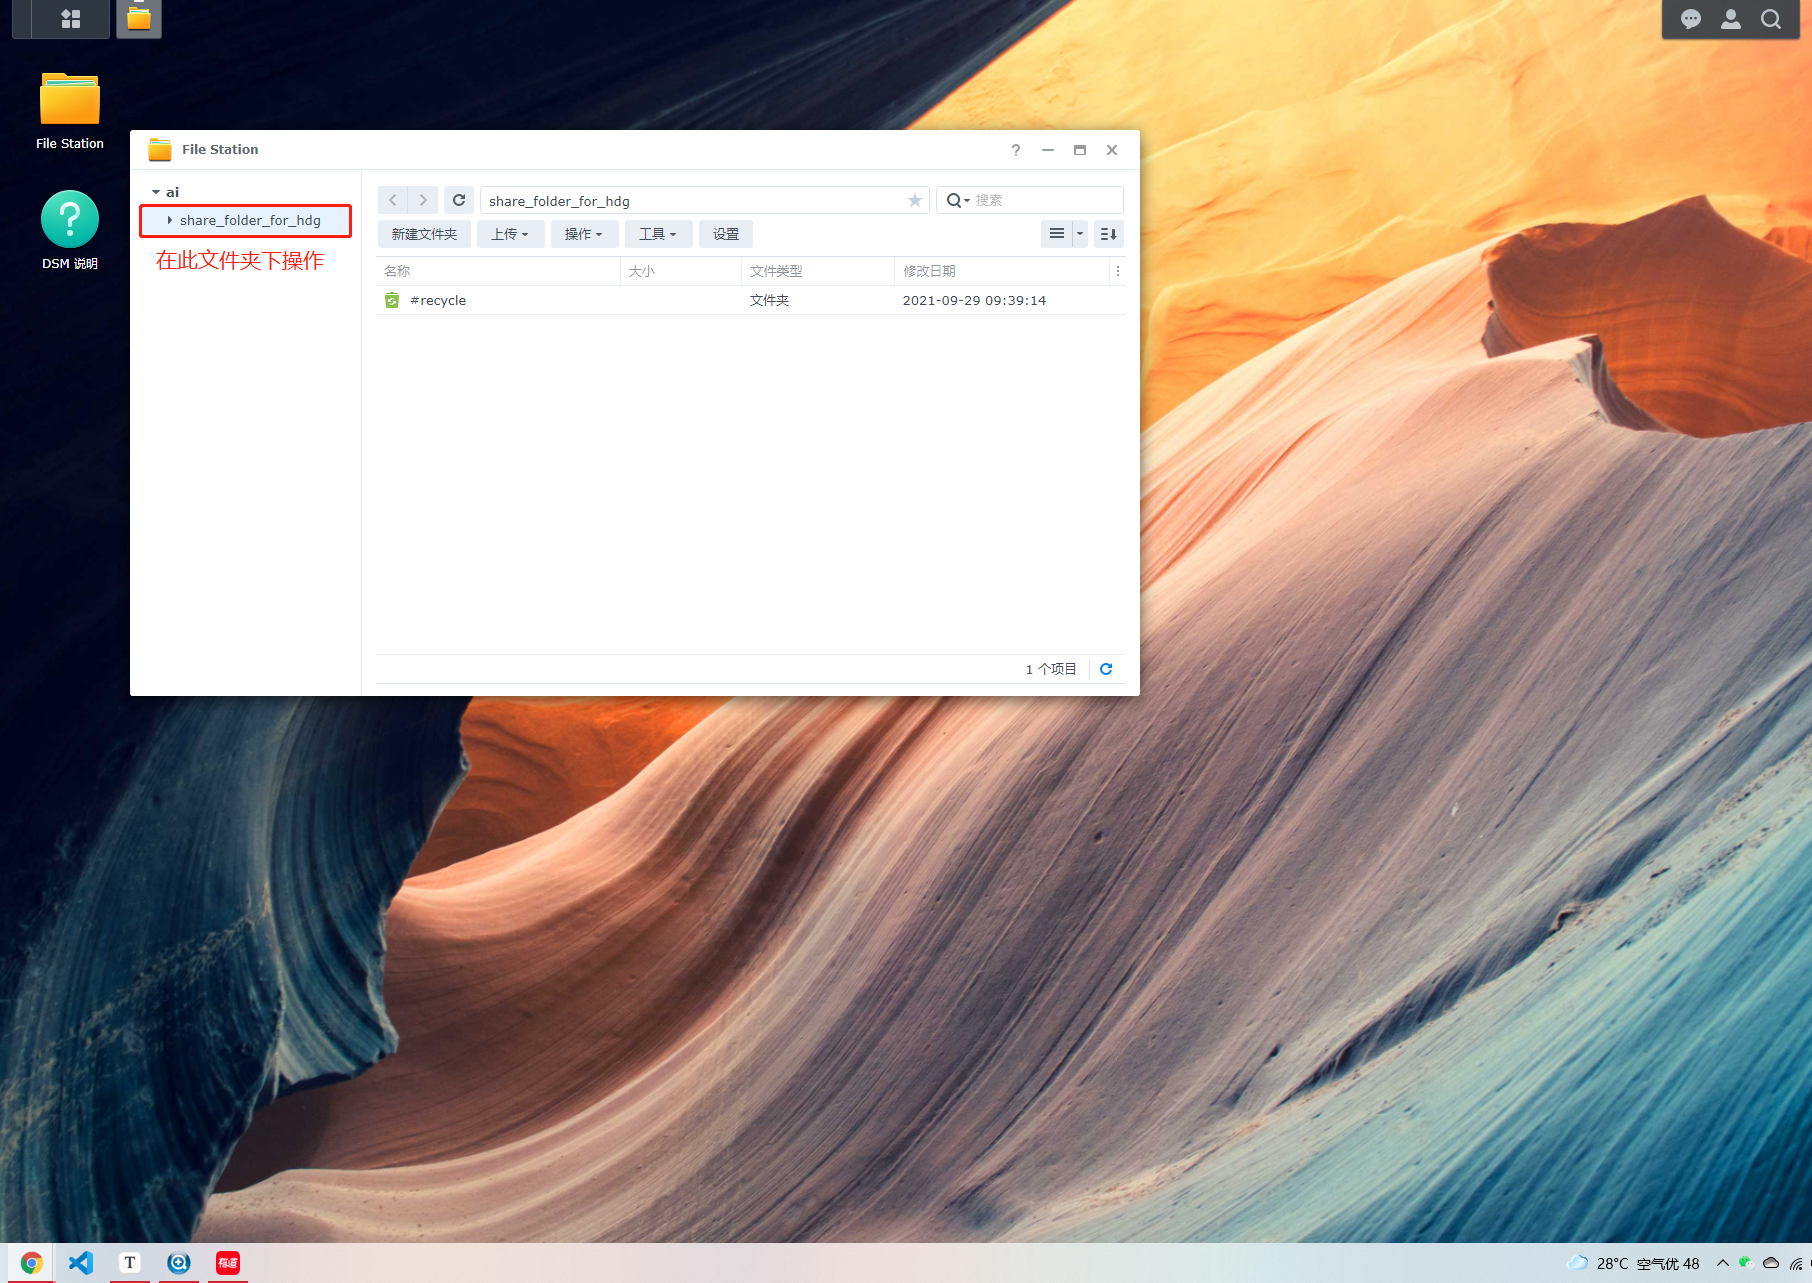 File Station
DSM 说明
File Station
ai
share_folder_for_hdg
在此文件夹下操作
share_folder_for_hdg
搜索
新建文件夹 上传 操作 工具 设置
名称 大小 文件类型 修改日期
#recycle 文件夹 2021-09-29 09:39:14
1 个项目
T
有道
28°C 空气优 48